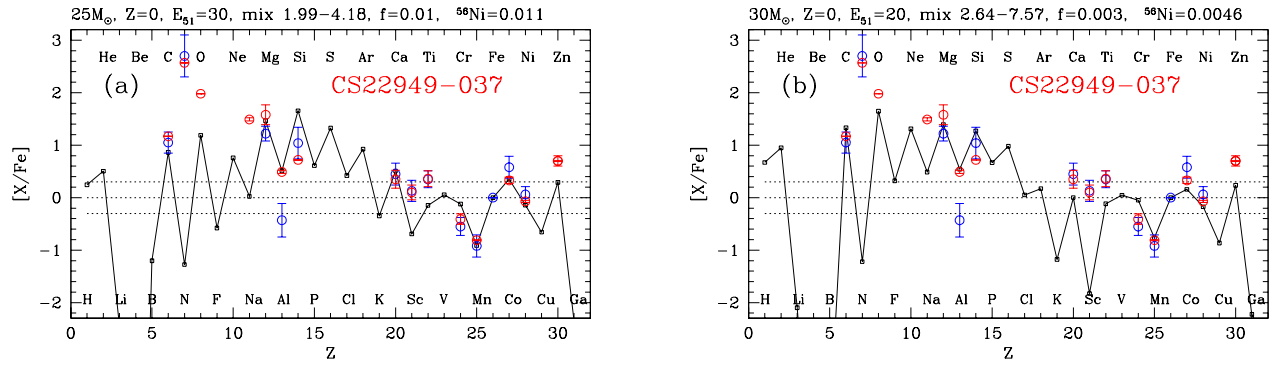 25M⊙, Z=0, E51=30, mix 1.99−4.18, f=0.01, 56Ni=0.011
3
2
1
0
−1
−2
[X/Fe]
He Be C O Ne Mg Si S Ar Ca Ti Cr Fe Ni Zn
(a)
CS22949−037
H Li B N F Na Al P Cl K Sc V Mn Co Cu Ga
0 5 10 15 20 25 30
Z
30M⊙, Z=0, E51=20, mix 2.64−7.57, f=0.003, 56Ni=0.0046
3
2
1
0
−1
−2
[X/Fe]
He Be C O Ne Mg Si S Ar Ca Ti Cr Fe Ni Zn
(b)
CS22949−037
H Li B N F Na Al P Cl K Sc V Mn Co Cu Ga
0 5 10 15 20 25 30
Z